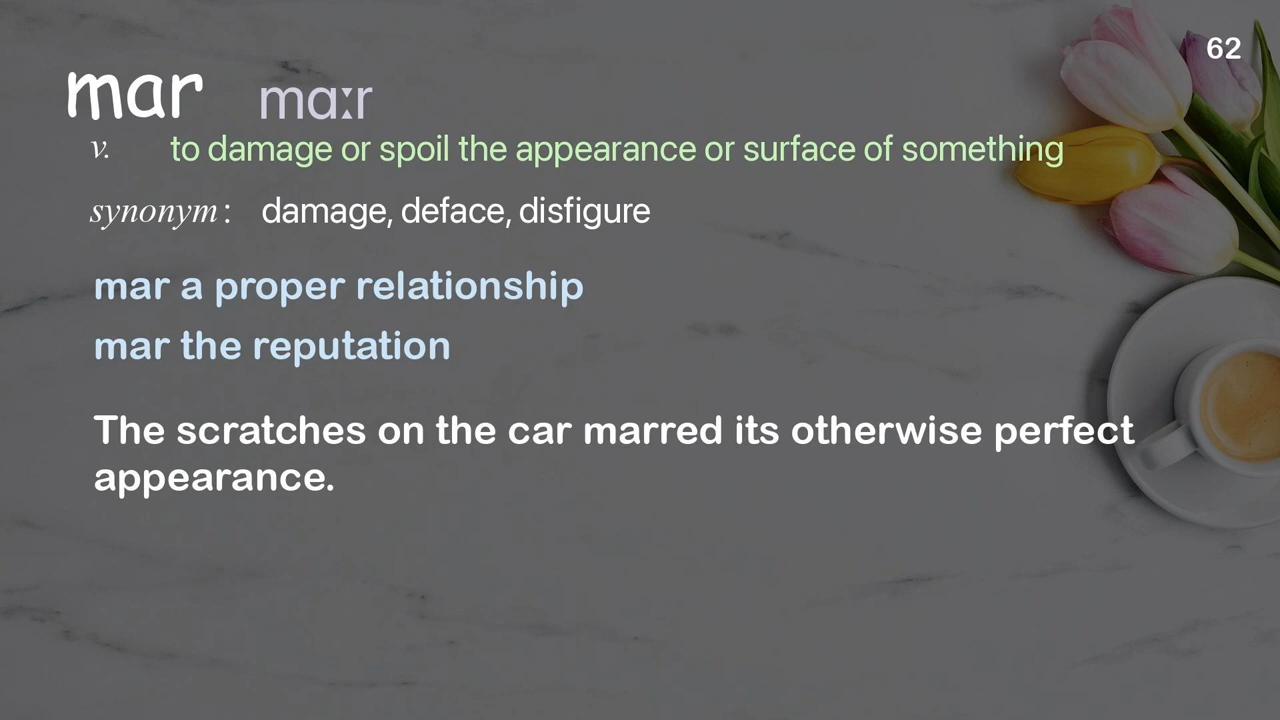 62
mar mɑːr
v. to damage or spoil the appearance or surface of something
synonym : damage, deface, disfigure
mar a proper relationship
mar the reputation
The scratches on the car marred its otherwise perfect
appearance.